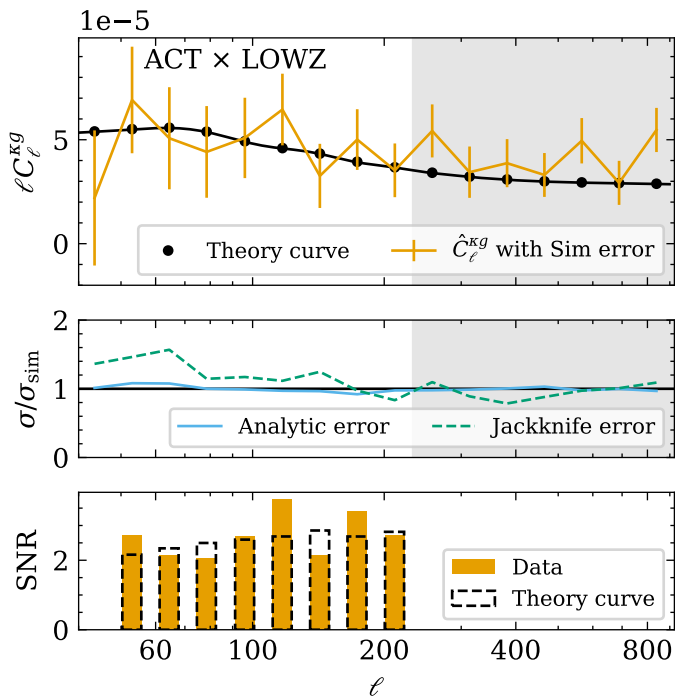 1e−5
ACT × LOWZ
ℓC_ℓ^{κg}
5
0
Theory curve
Ĉ_ℓ^{κg} with Sim error
σ/σ_sim
2
1
0
Analytic error
Jackknife error
SNR
2
0
Data
Theory curve
60 100 200 400 600 800
ℓ